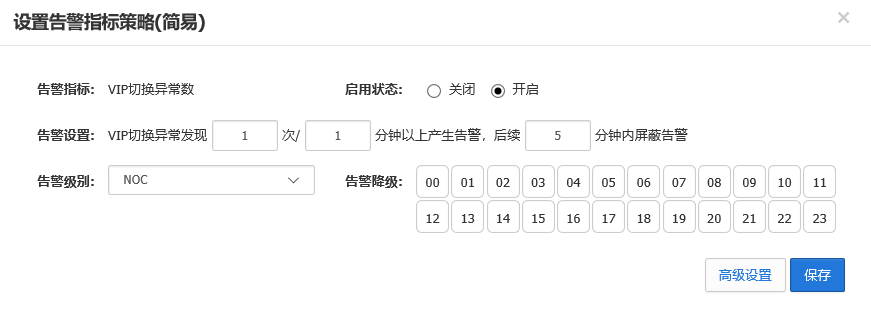 设置告警指标策略(简易)
×
告警指标: VIP切换异常数 启用状态: 关闭 开启
告警设置: VIP切换异常发现 1 次/ 1 分钟以上产生告警，后续 5 分钟内屏蔽告警
告警级别: NOC 告警降级: 00 01 02 03 04 05 06 07 08 09 10 11
12 13 14 15 16 17 18 19 20 21 22 23
高级设置 保存